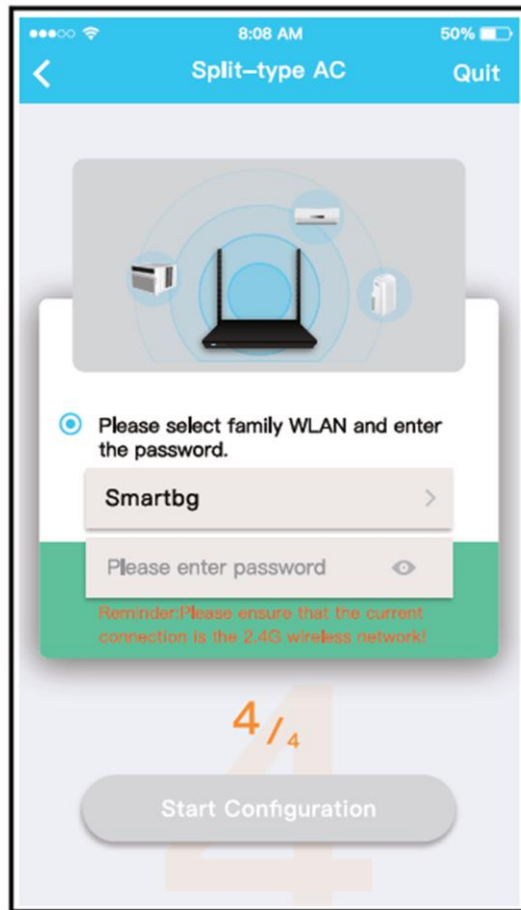 8:08 AM
50%
Split-type AC
Quit
Please select family WLAN and enter
the password.
Smartbg
Please enter password
Reminder:Please ensure that the current
connection is the 2.4G wireless network!
4/4
Start Configuration
4